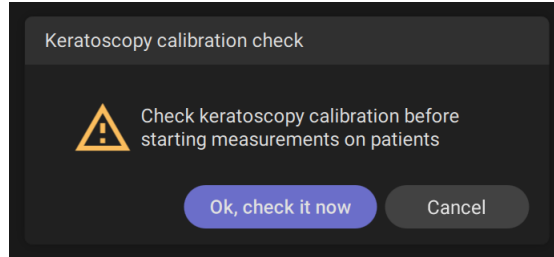 Keratoscopy calibration check
Check keratoscopy calibration before
starting measurements on patients
Ok, check it now
Cancel